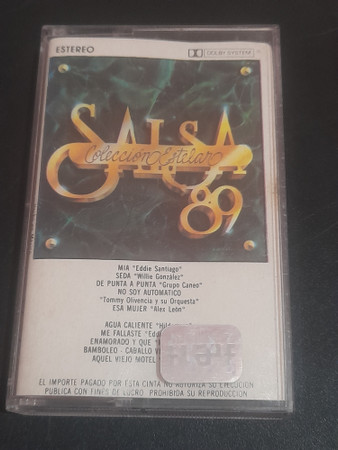 ESTEREO
DOLBY SYSTEM
SALSA
Colección Estelar
89
MIA "Eddie Santiago"
SEDA "Willie González"
DE PUNTA A PUNTA "Grupo Caneo"
NO SOY AUTOMATICO
"Tommy Olivencia y su Orquesta"
ESA MUJER "Alex León"
AGUA CALIENTE
ME FALLASTE
ENAMORADO Y QUE
BAMBOLEO - CABALLO
AQUEL VIEJO MOTEL
EL IMPORTE PAGADO POR ESTA CINTA NO AUTORIZA SU EJECUCION
PUBLICA CON FINES DE LUCRO. PROHIBIDA SU REPRODUCCION